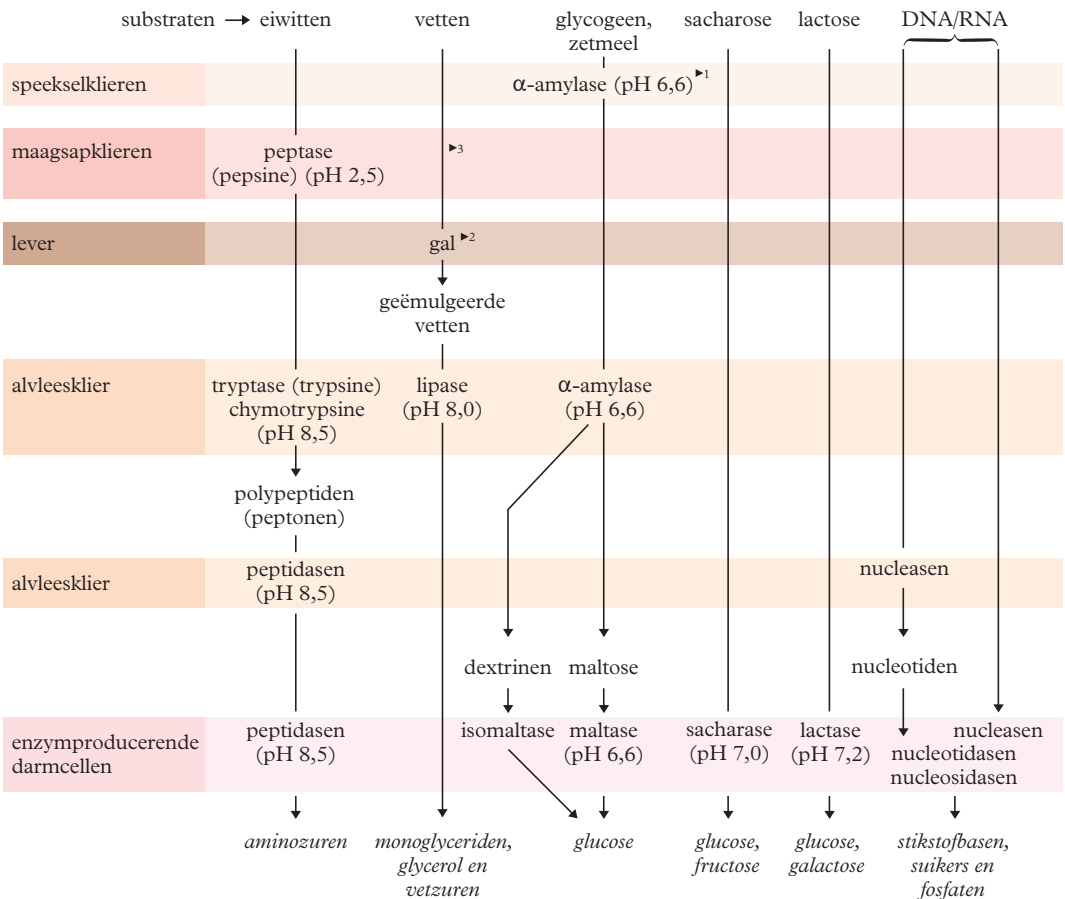 substraten → eiwitten vetten glycogeen, sacharose lactose DNA/RNA
zetmeel
speekselklieren α-amylase (pH 6,6)►1
maagsapklieren peptase ►3
(pepsine) (pH 2,5)
lever gal►2
geëmulgeerde
vetten
alvleesklier tryptase (trypsine) lipase α-amylase
chymotrypsine (pH 8,0) (pH 6,6)
(pH 8,5)
polypeptiden
(peptonen)
alvleesklier peptidasen nucleasen
(pH 8,5)
dextrinen maltose nucleotiden
enzymproducerende peptidasen isomaltase maltase sacharase lactase nucleasen
darmcellen (pH 8,5) (pH 6,6) (pH 7,0) (pH 7,2) nucleotidasen
nucleosidasen
aminozuren monoglyceriden, glucose glucose, glucose, stikstofbasen,
glycerol en fructose galactose suikers en
vetzuren fosfaten